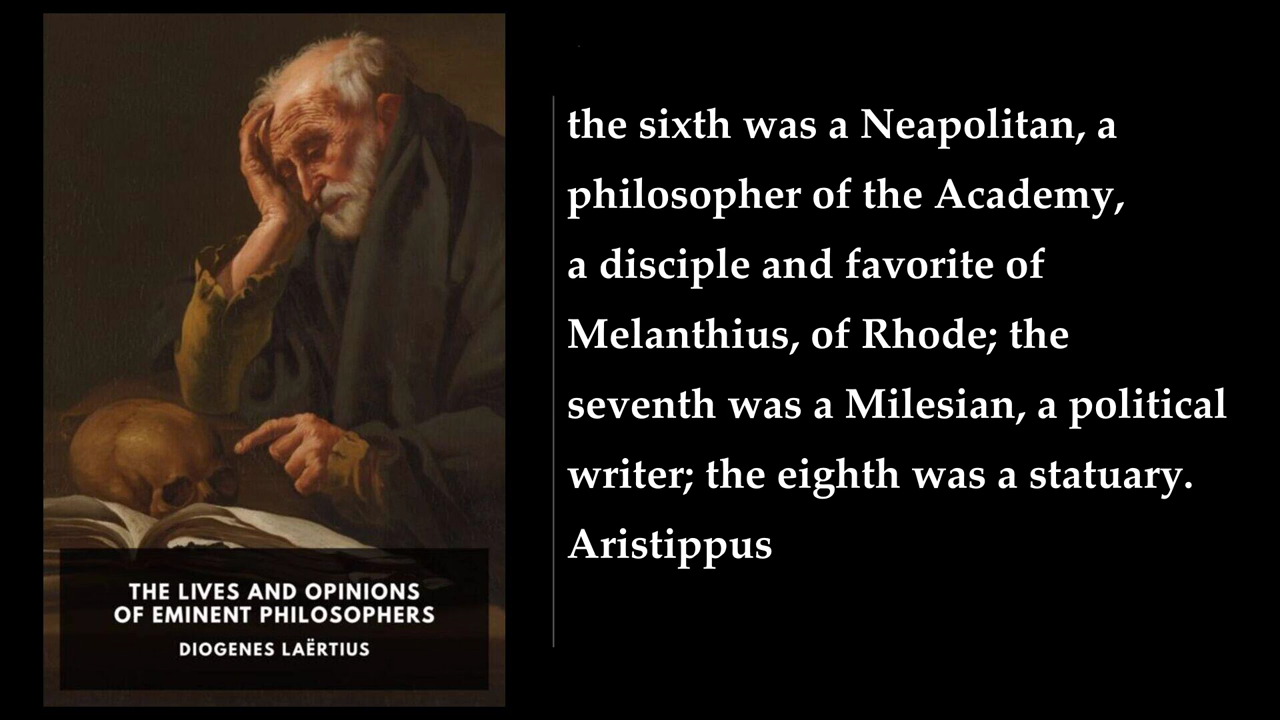 THE LIVES AND OPINIONS
OF EMINENT PHILOSOPHERS
DIOGENES LAËRTIUS
the sixth was a Neapolitan, a
philosopher of the Academy,
a disciple and favorite of
Melanthius, of Rhode; the
seventh was a Milesian, a political
writer; the eighth was a statuary.
Aristippus